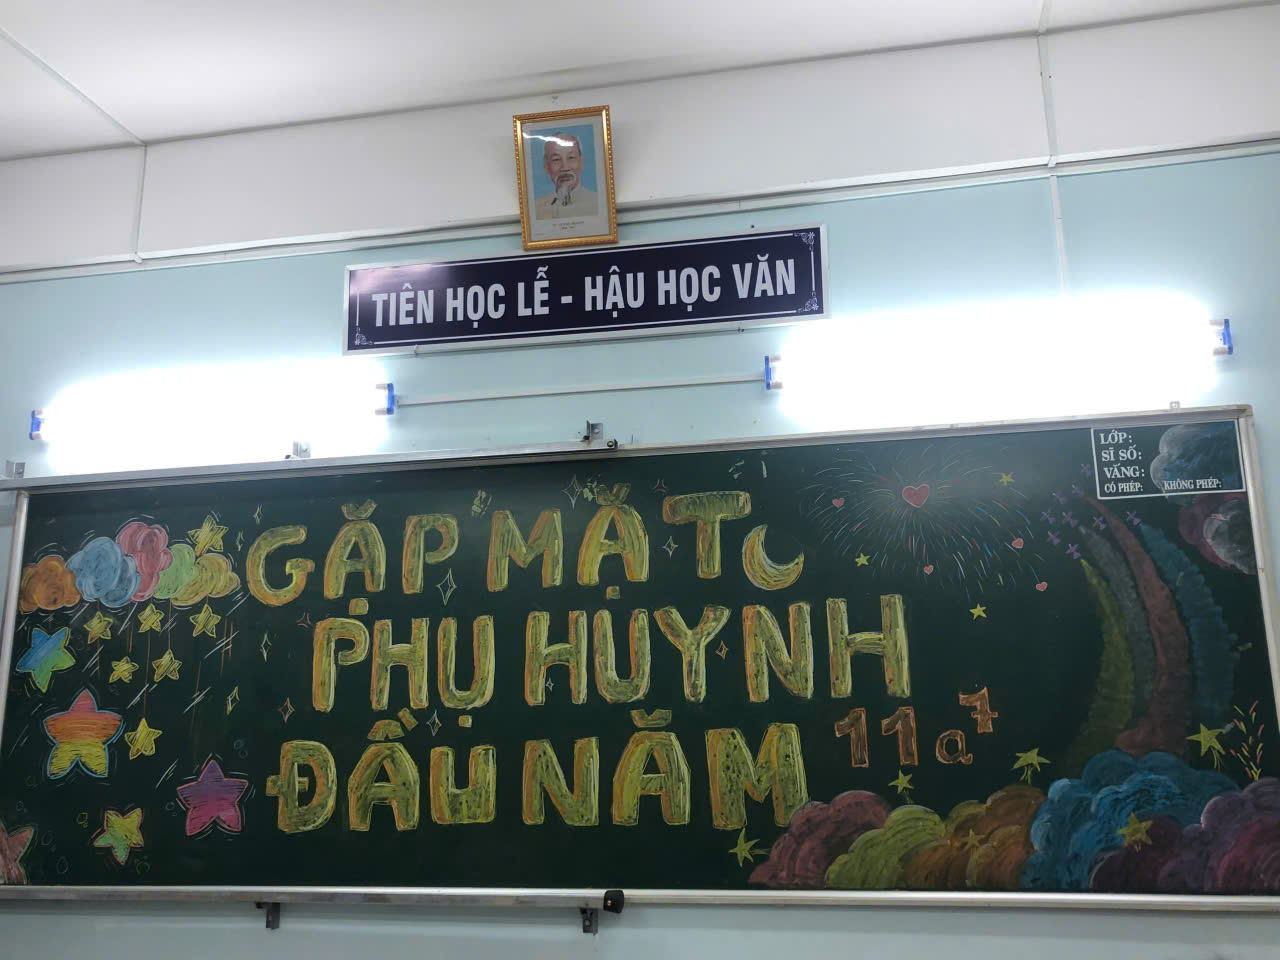 TIÊN HỌC LỄ - HẬU HỌC VĂN
LỚP:
SĨ SỐ:
VẮNG:
CÓ PHÉP: KHÔNG PHÉP:
GẶP MẶT
PHỤ HUYNH
ĐẦU NĂM 11a7